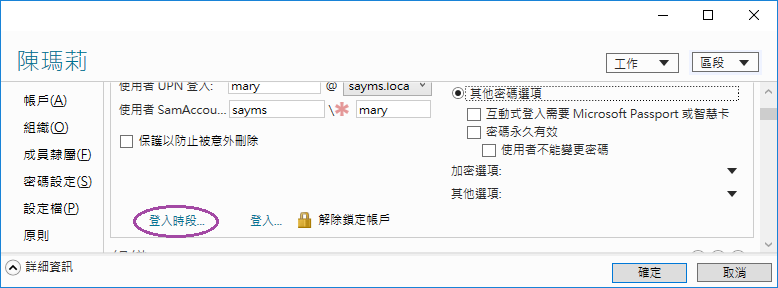 陳瑪莉
工作
區段
帳戶(A)
組織(O)
成員隸屬(F)
密碼設定(S)
設定檔(P)
原則
使用者 UPN 登入: mary @ sayms.loca
使用者 SamAccou... sayms \* mary
保護以防止被意外刪除
其他密碼選項
互動式登入需要 Microsoft Passport 或智慧卡
密碼永久有效
使用者不能變更密碼
加密選項:
其他選項:
登入時段... 登入... 解除鎖定帳戶
詳細資訊
確定
取消